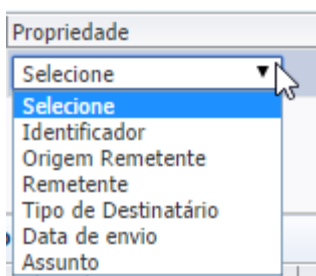 Propriedade
Selecione
Selecione
Identificador
Origem Remetente
Remetente
Tipo de Destinatário
Data de envio
Assunto